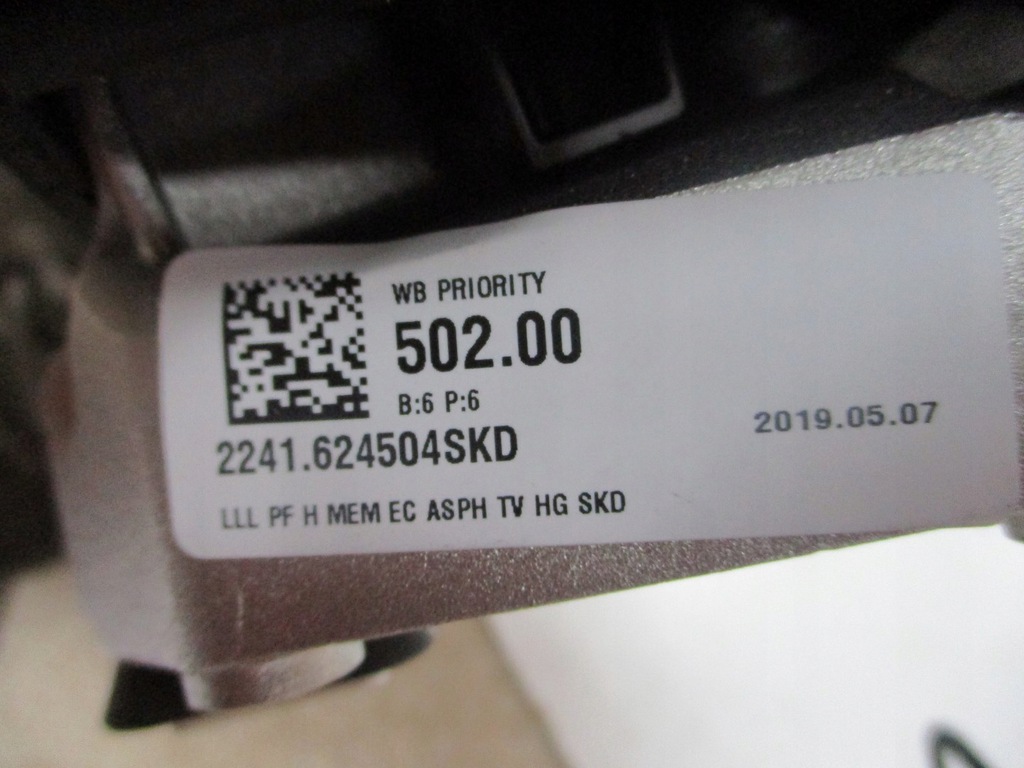 WB PRIORITY
502.00
B:6 P:6
2241.624504SKD
2019.05.07
LLL PF H MEM EC ASPH TV HG SKD